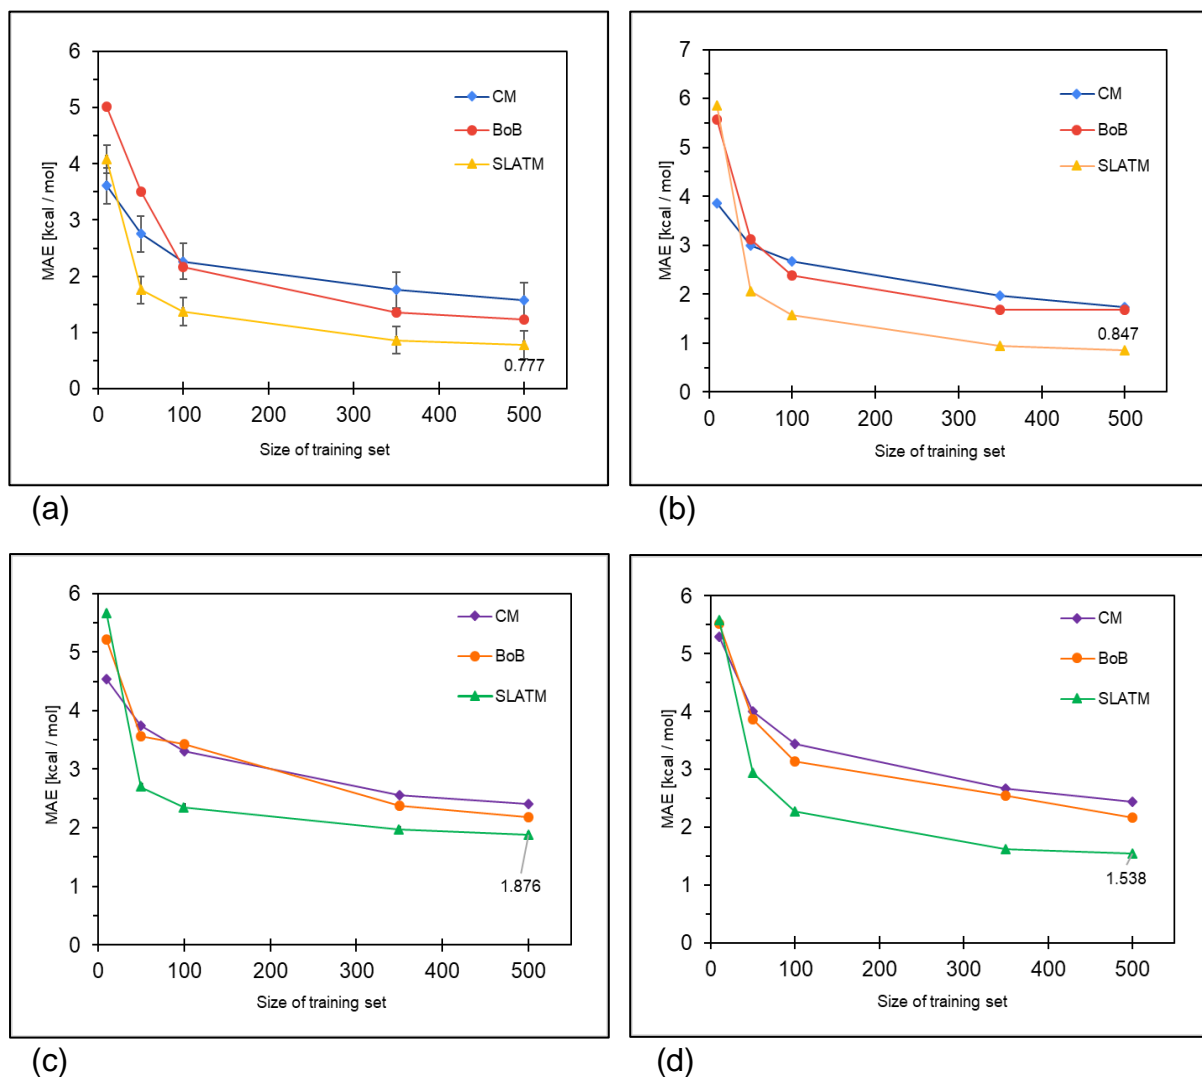 6
5
4
3
2
1
0
MAE [kcal / mol]
CM
BoB
SLATM
0.777
0 100 200 300 400 500
Size of training set
(a)
7
6
5
4
3
2
1
0
MAE [kcal / mol]
CM
BoB
SLATM
0.847
0 100 200 300 400 500
Size of training set
(b)
6
5
4
3
2
1
0
MAE [kcal / mol]
CM
BoB
SLATM
1.876
0 100 200 300 400 500
Size of training set
(c)
6
5
4
3
2
1
0
MAE [kcal / mol]
CM
BoB
SLATM
1.538
0 100 200 300 400 500
Size of training set
(d)